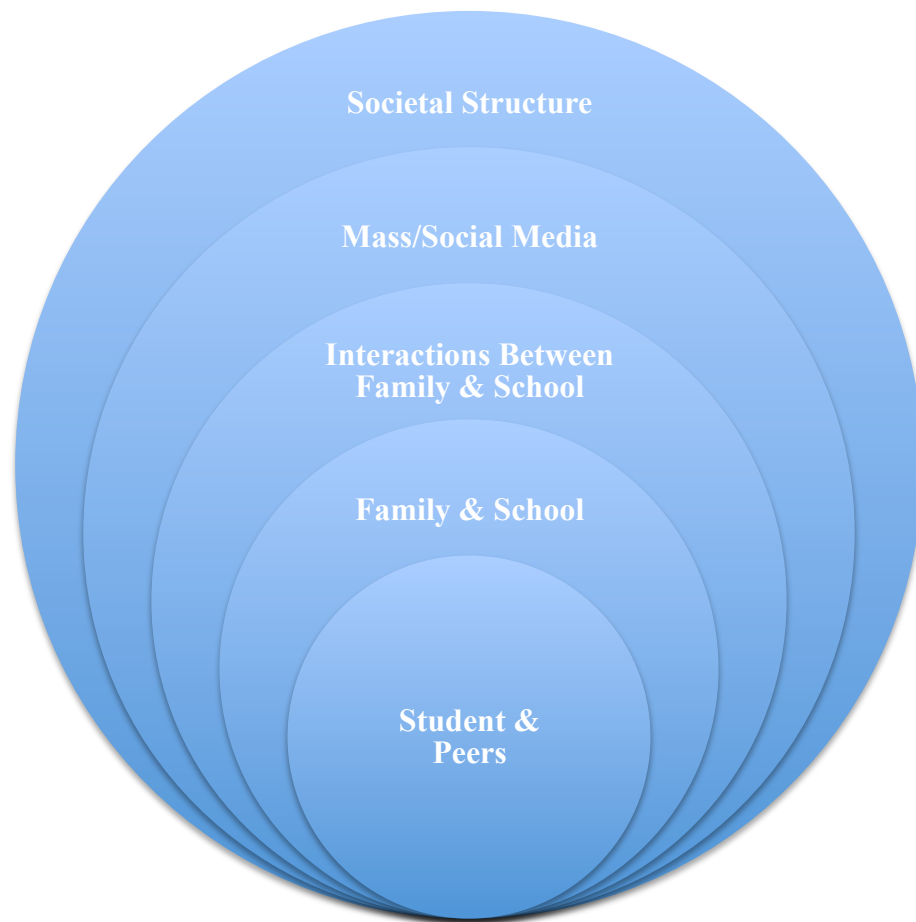 Societal Structure
Mass/Social Media
Interactions Between
Family & School
Family & School
Student &
Peers